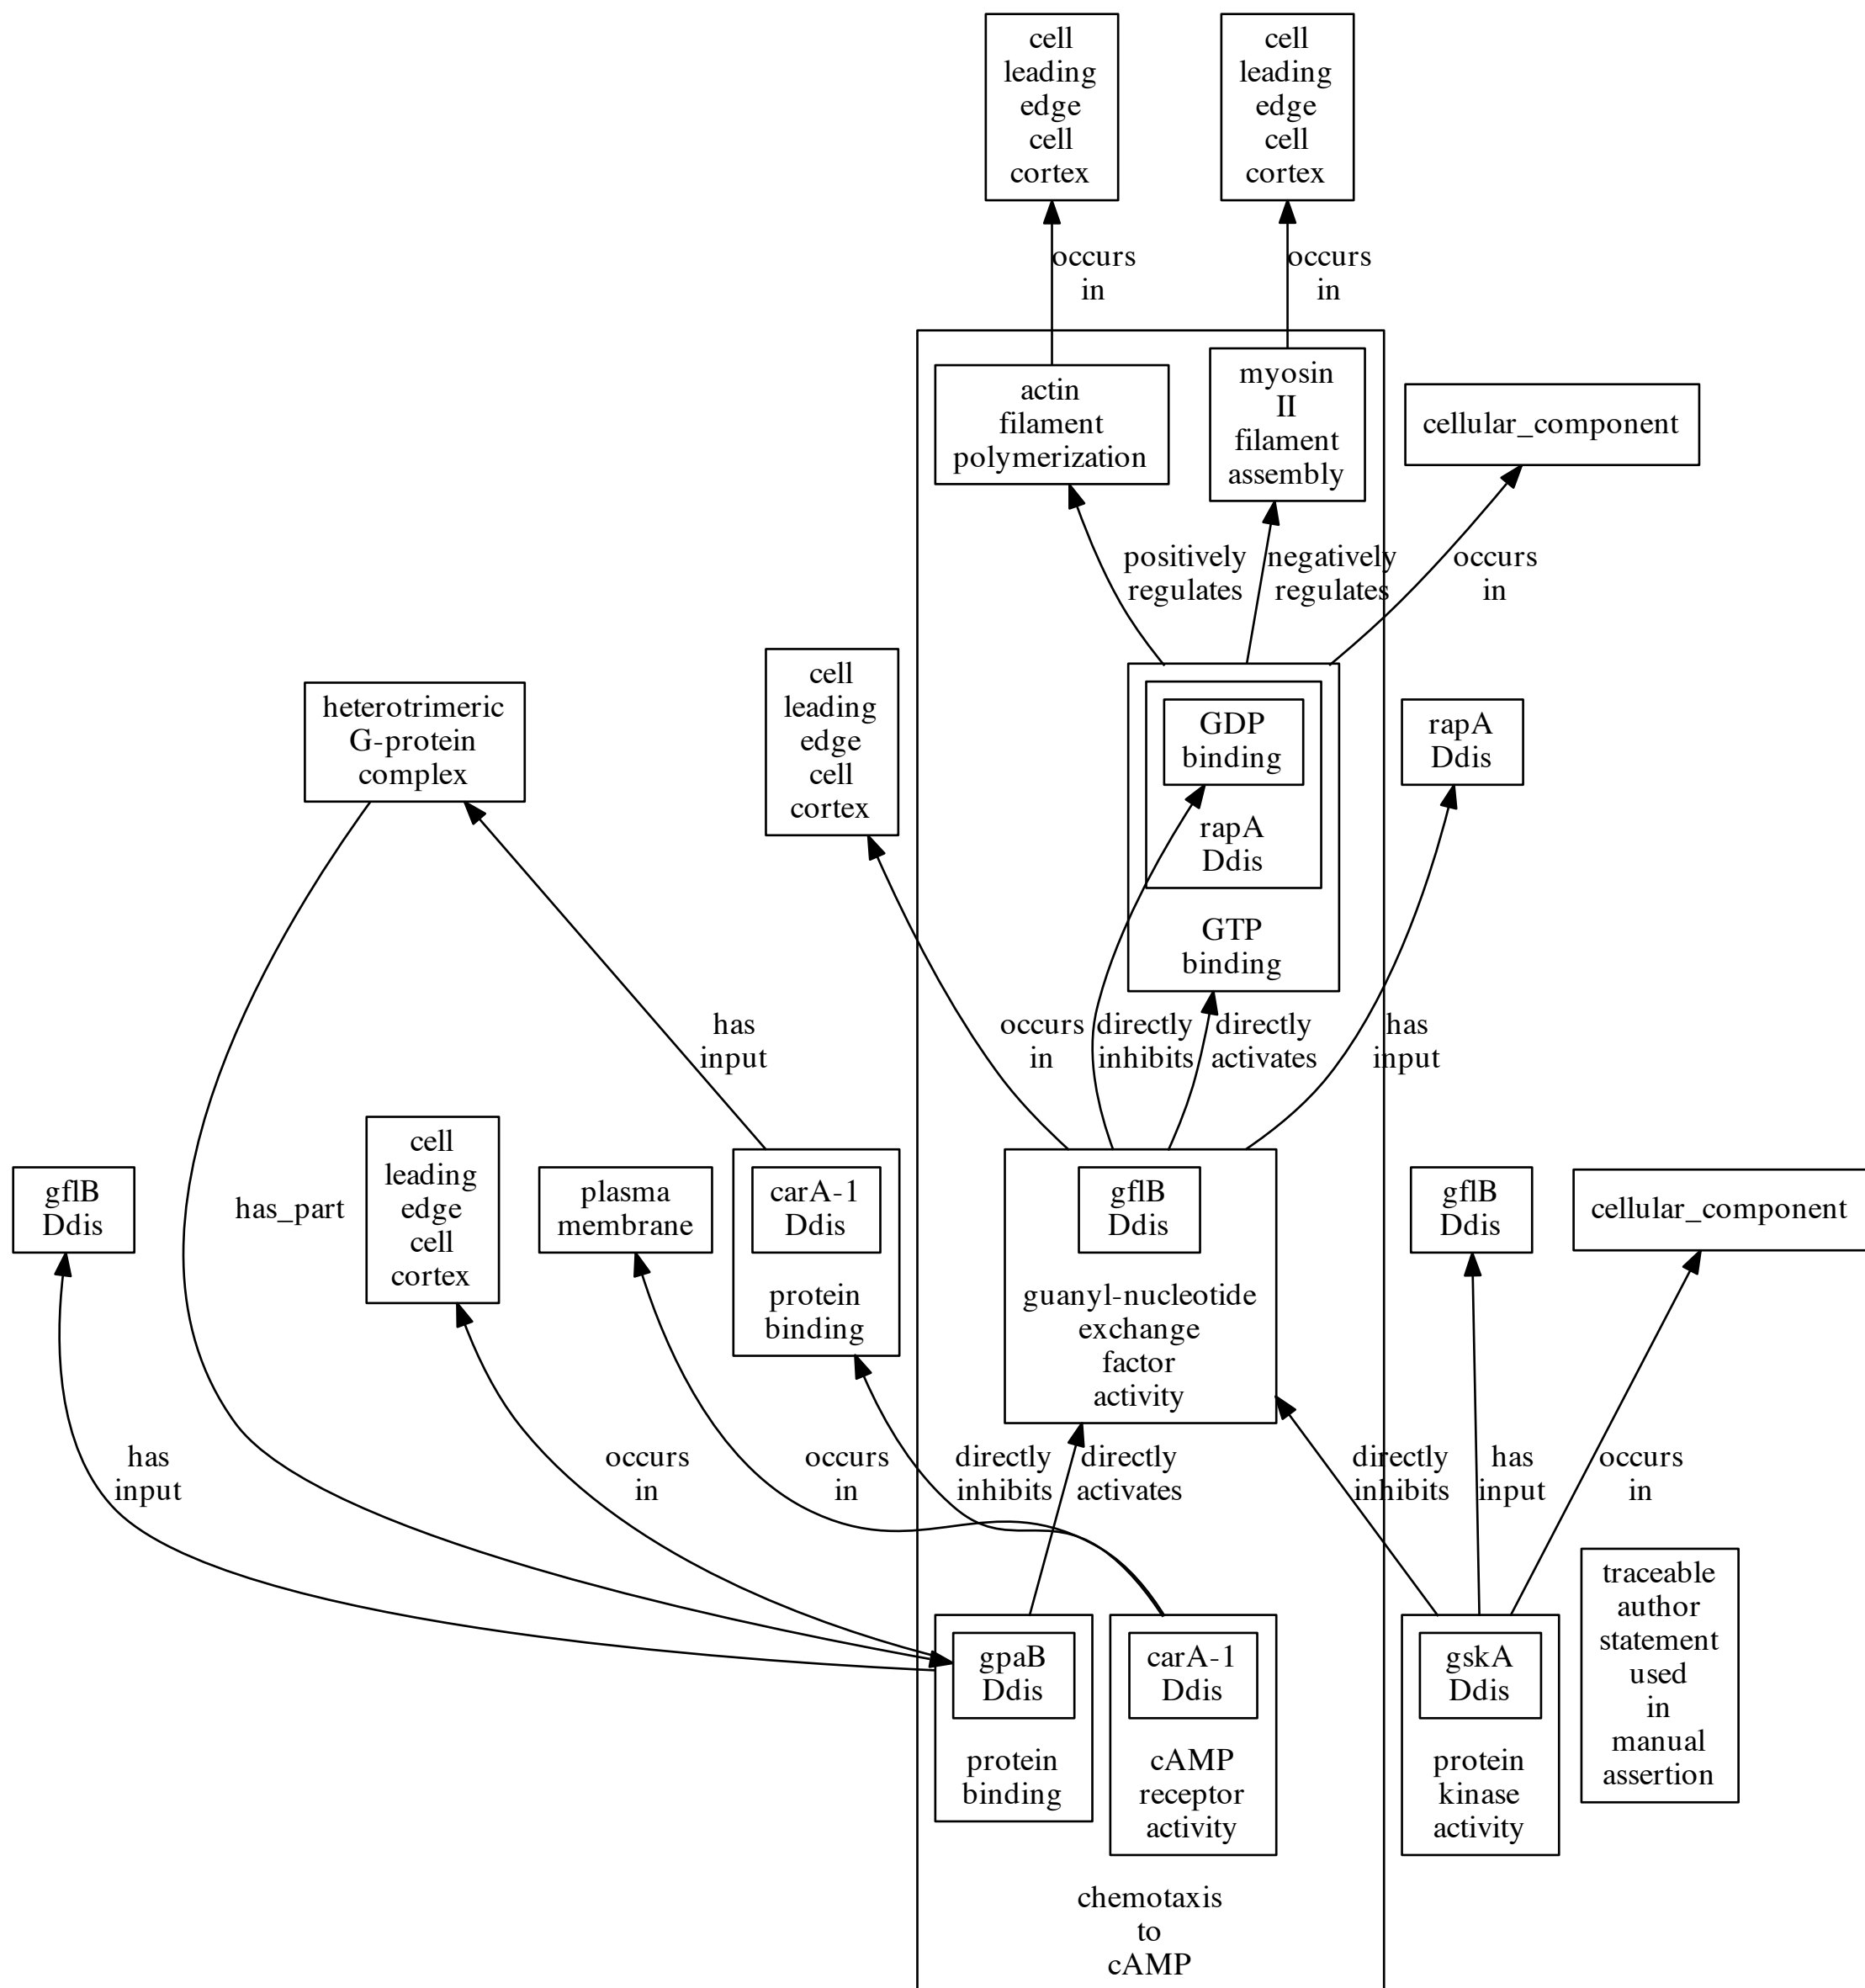 cell
leading
edge
cell
cortex
cell
leading
edge
cell
cortex
occurs
in
occurs
in
actin
filament
polymerization
myosin
II
filament
assembly
cellular_component
positively
regulates
negatively
regulates
occurs
in
heterotrimeric
G-protein
complex
cell
leading
edge
cell
cortex
GDP
binding
rapA
Ddis
GTP
binding
rapA
Ddis
has
input
occurs
in
directly
inhibits
directly
activates
has
input
gflB
Ddis
has_part
cell
leading
edge
cell
cortex
plasma
membrane
carA-1
Ddis
protein
binding
gflB
Ddis
guanyl-nucleotide
exchange
factor
activity
gflB
Ddis
cellular_component
has
input
occurs
in
occurs
in
directly
inhibits
directly
activates
directly
inhibits
has
input
occurs
in
gpaB
Ddis
protein
binding
carA-1
Ddis
cAMP
receptor
activity
gskA
Ddis
protein
kinase
activity
traceable
author
statement
used
in
manual
assertion
chemotaxis
to
cAMP